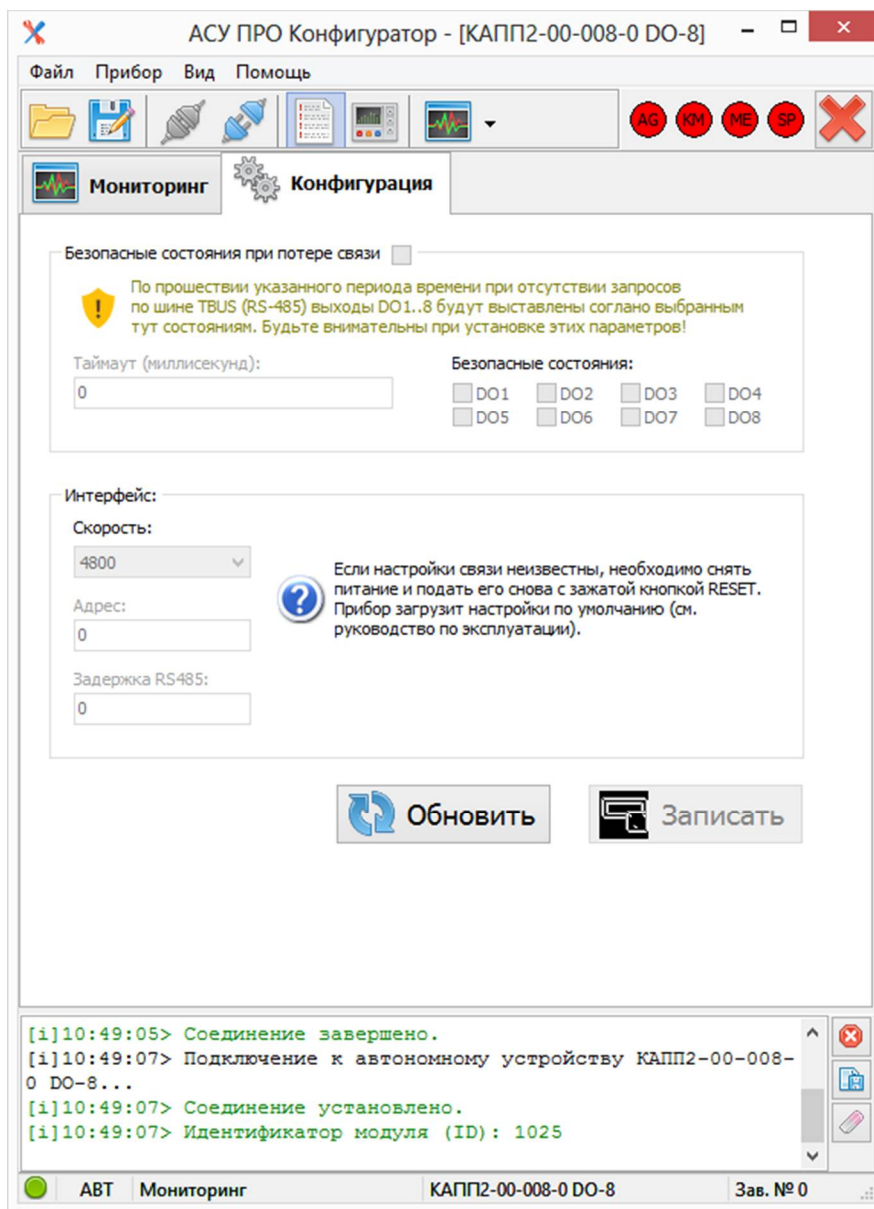 АСУ ПРО Конфигуратор - [КАПП2-00-008-0 DO-8]
Файл Прибор Вид Помощь
AG KM ME SP
Мониторинг Конфигурация
Безопасные состояния при потере связи
По прошествии указанного периода времени при отсутствии запросов
по шине TBUS (RS-485) выходы DO1..8 будут выставлены соглано выбранным
тут состояниям. Будьте внимательны при установке этих параметров!
Таймаут (миллисекунд): Безопасные состояния:
0 DO1 DO2 DO3 DO4
DO5 DO6 DO7 DO8
Интерфейс:
Скорость:
4800
Если настройки связи неизвестны, необходимо снять
питание и подать его снова с зажатой кнопкой RESET.
Прибор загрузит настройки по умолчанию (см.
руководство по эксплуатации).
Адрес:
0
Задержка RS485:
0
Обновить Записать
[i]10:49:05> Соединение завершено.
[i]10:49:07> Подключение к автономному устройству КАПП2-00-008-
0 DO-8...
[i]10:49:07> Соединение установлено.
[i]10:49:07> Идентификатор модуля (ID): 1025
АВТ Мониторинг КАПП2-00-008-0 DO-8 Зав. № 0